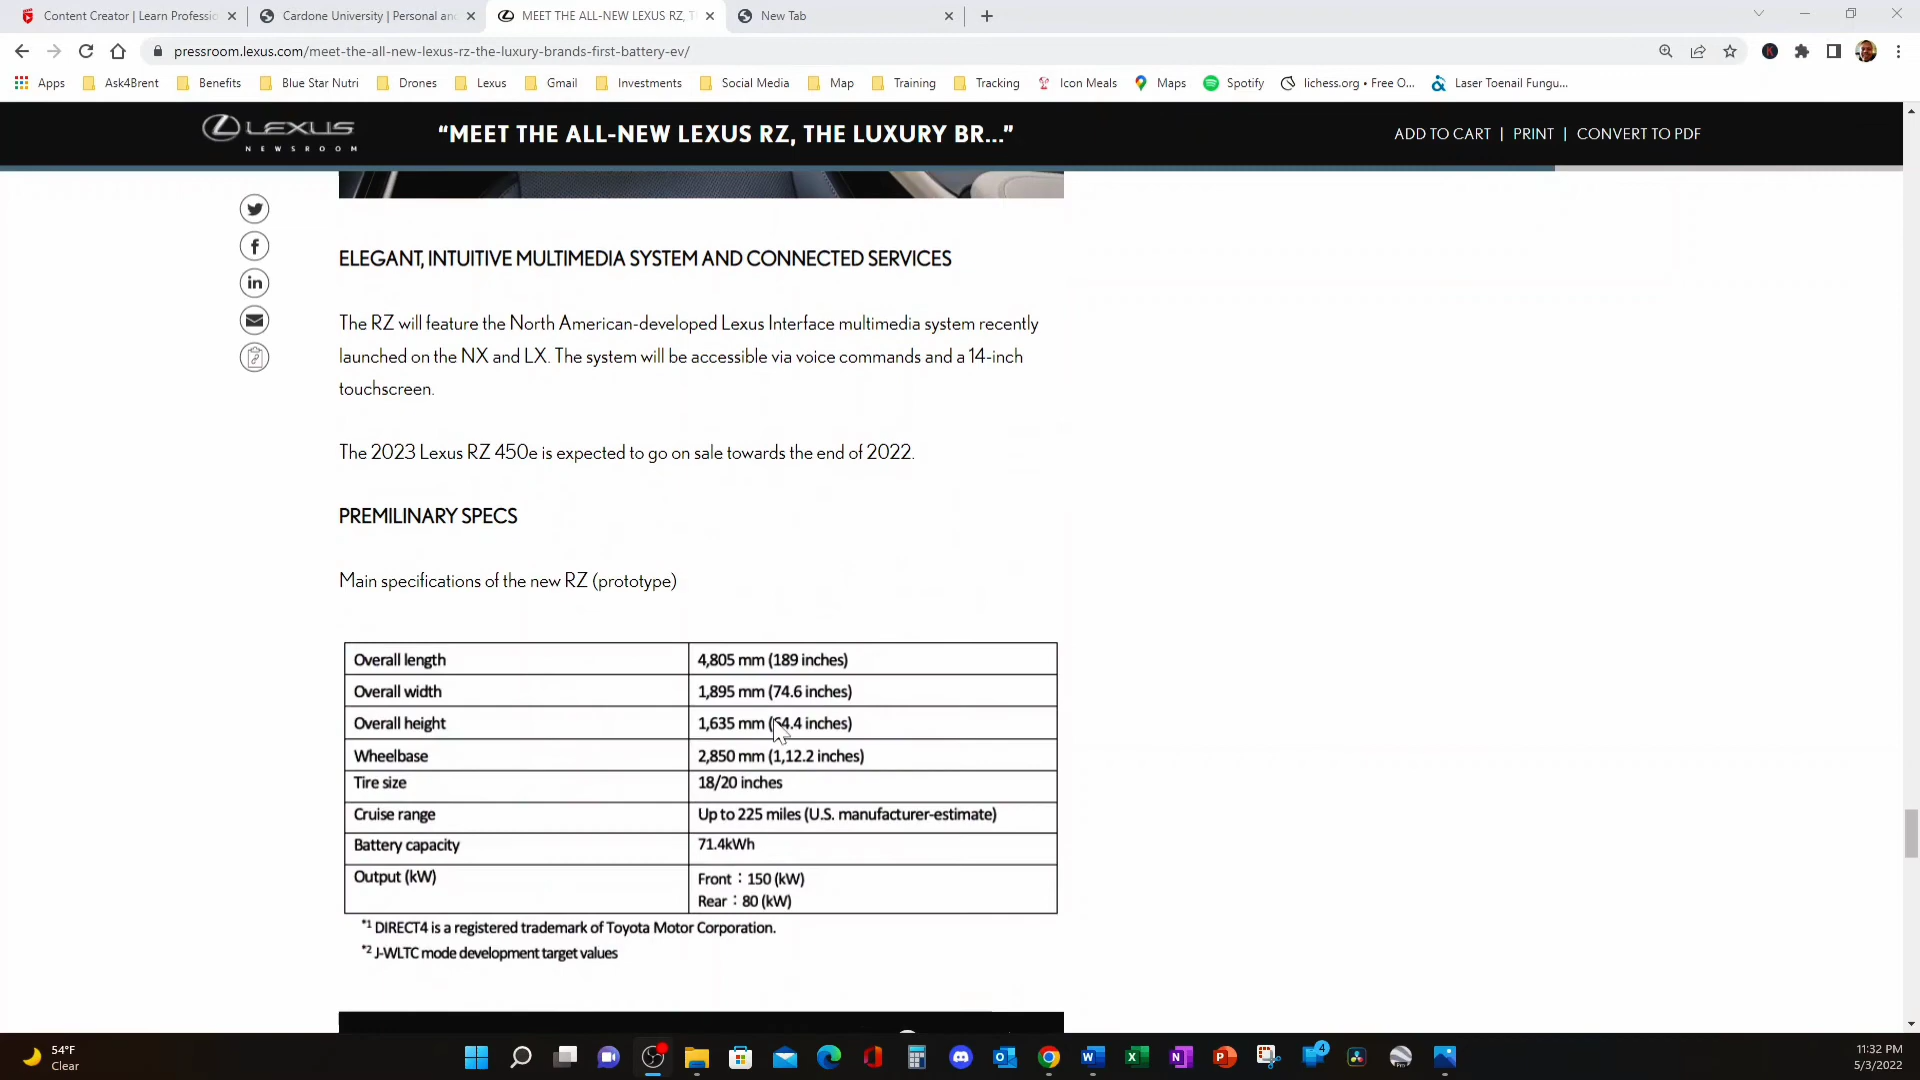 Content Creator | Learn Professio
Cardone University | Personal and
MEET THE ALL-NEW LEXUS RZ, T
New Tab
pressroom.lexus.com/meet-the-all-new-lexus-rz-the-luxury-brands-first-battery-ev/
Apps
Ask4Brent
Benefits
Blue Star Nutri
Drones
Lexus
Gmail
Investments
Social Media
Map
Training
Tracking
Icon Meals
Maps
Spotify
lichess.org • Free O...
Laser Toenail Fungu...
LEXUS
NEWSROOM
“MEET THE ALL-NEW LEXUS RZ, THE LUXURY BR...”
ADD TO CART | PRINT | CONVERT TO PDF
ELEGANT, INTUITIVE MULTIMEDIA SYSTEM AND CONNECTED SERVICES
The RZ will feature the North American-developed Lexus Interface multimedia system recently
launched on the NX and LX. The system will be accessible via voice commands and a 14-inch
touchscreen.
The 2023 Lexus RZ 450e is expected to go on sale towards the end of 2022.
PREMILINARY SPECS
Main specifications of the new RZ (prototype)
Overall length 4,805 mm (189 inches)
Overall width 1,895 mm (74.6 inches)
Overall height 1,635 mm (64.4 inches)
Wheelbase 2,850 mm (1,12.2 inches)
Tire size 18/20 inches
Cruise range Up to 225 miles (U.S. manufacturer-estimate)
Battery capacity 71.4kWh
Output (kW) Front：150 (kW)
Rear：80 (kW)
*1 DIRECT4 is a registered trademark of Toyota Motor Corporation.
*2 J-WLTC mode development target values
54°F
Clear
4
11:32 PM
5/3/2022